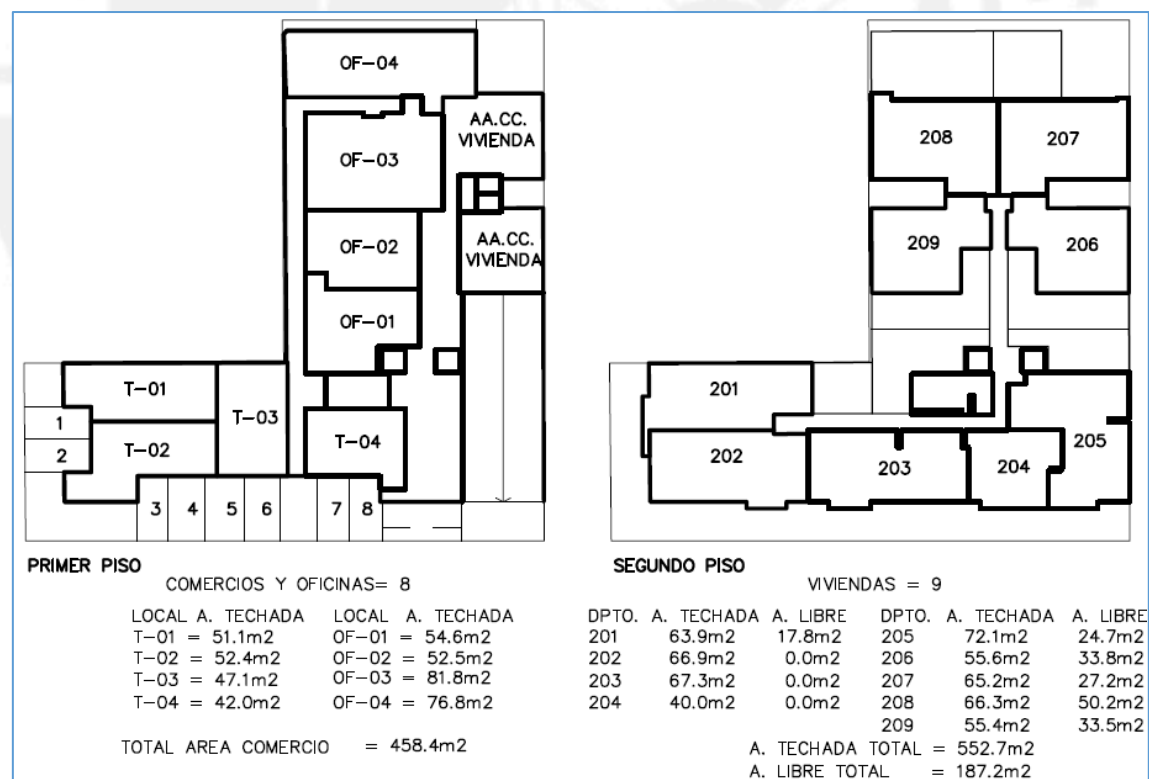 OF-04
AA.CC.
VIVIENDA
OF-03
OF-02
AA.CC.
VIVIENDA
OF-01
T-01
T-03
1
2
T-02
T-04
3 4 5 6 7 8
PRIMER PISO
COMERCIOS Y OFICINAS= 8
LOCAL A. TECHADA LOCAL A. TECHADA
T-01 = 51.1m2 OF-01 = 54.6m2
T-02 = 52.4m2 OF-02 = 52.5m2
T-03 = 47.1m2 OF-03 = 81.8m2
T-04 = 42.0m2 OF-04 = 76.8m2
TOTAL AREA COMERCIO = 458.4m2
208 207
209 206
201
202 203 204 205
SEGUNDO PISO
VIVIENDAS = 9
DPTO. A. TECHADA A. LIBRE DPTO. A. TECHADA A. LIBRE
201 63.9m2 17.8m2 205 72.1m2 24.7m2
202 66.9m2 0.0m2 206 55.6m2 33.8m2
203 67.3m2 0.0m2 207 65.2m2 27.2m2
204 40.0m2 0.0m2 208 66.3m2 50.2m2
209 55.4m2 33.5m2
A. TECHADA TOTAL = 552.7m2
A. LIBRE TOTAL = 187.2m2